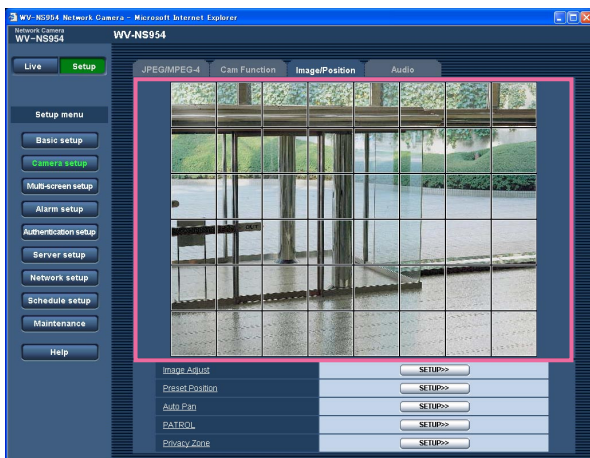 WV-NS954 Network Camera - Microsoft Internet Explorer
Network Camera
WV-NS954
WV-NS954
Live
Setup
JPEG/MPEG-4
Cam Function
Image/Position
Audio
Setup menu
Basic setup
Camera setup
Multi-screen setup
Alarm setup
Authentication setup
Server setup
Network setup
Schedule setup
Maintenance
Help
OUT
Image Adjust SETUP>>
Preset Position SETUP>>
Auto Pan SETUP>>
PATROL SETUP>>
Privacy Zone SETUP>>